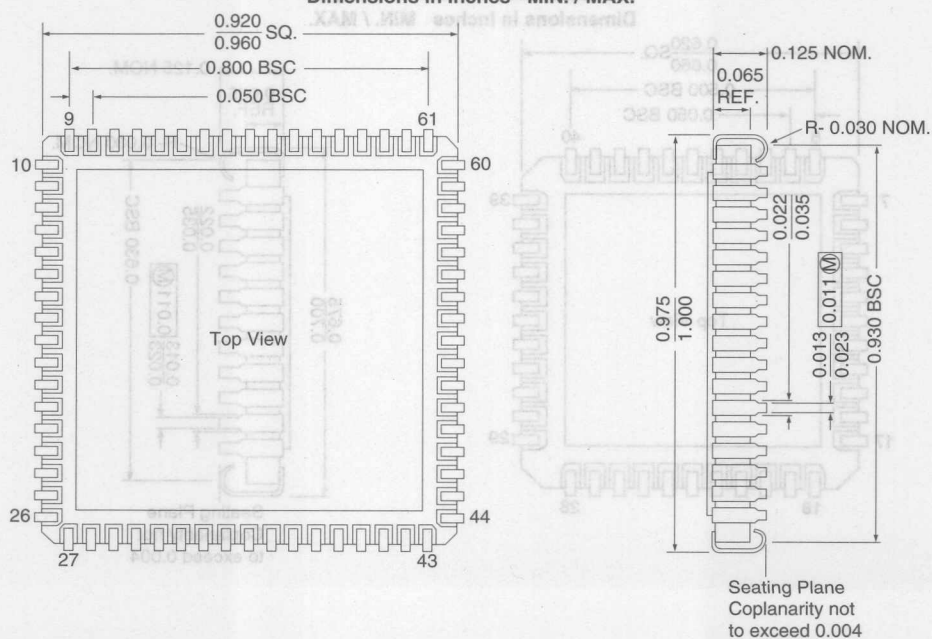 Dimensions in Inches MIN. / MAX.
0.920
0.960 SQ.
0.800 BSC
0.050 BSC
9
61
10
60
Top View
26
44
27
43
0.125 NOM.
0.065
REF.
R- 0.030 NOM.
0.022
0.035
0.975
1.000
0.011 M
0.013
0.023
0.930 BSC
Seating Plane
Coplanarity not
to exceed 0.004